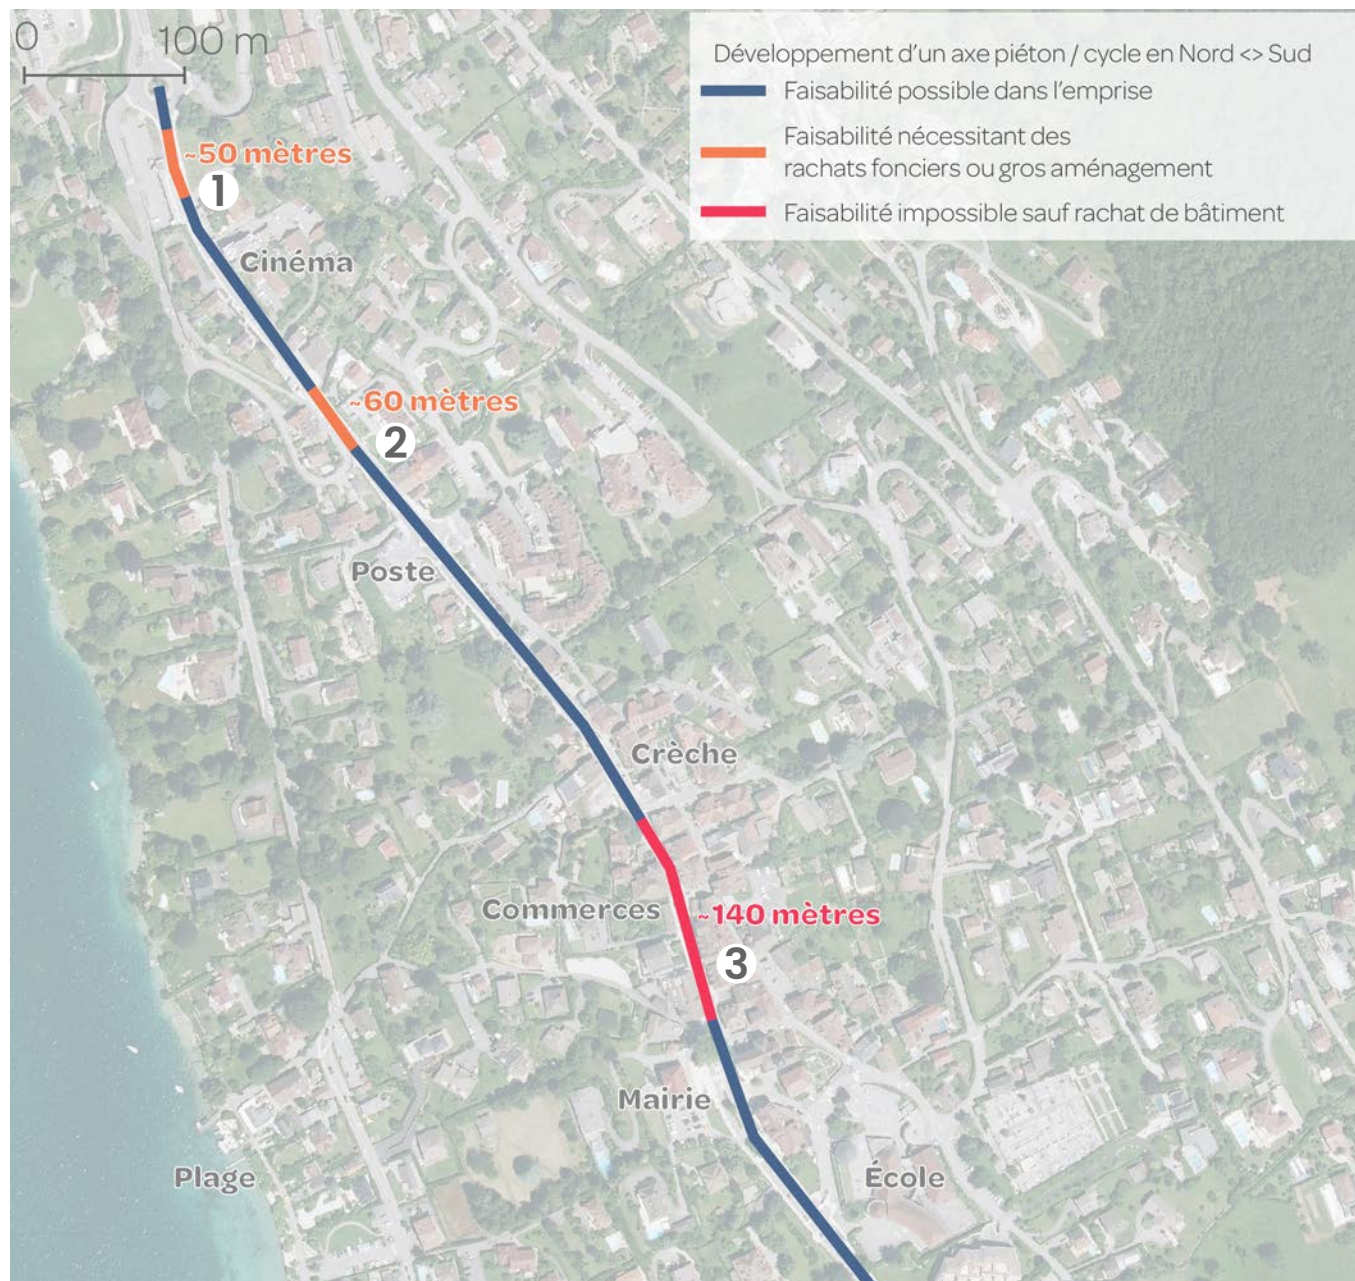 0 100 m
Développement d'un axe piéton / cycle en Nord <> Sud
Faisabilité possible dans l'emprise
Faisabilité nécessitant des
rachats fonciers ou gros aménagement
Faisabilité impossible sauf rachat de bâtiment
~50 mètres
1
Cinéma
~60 mètres
2
Poste
Crèche
Commerces
~140 mètres
3
Mairie
Plage
École